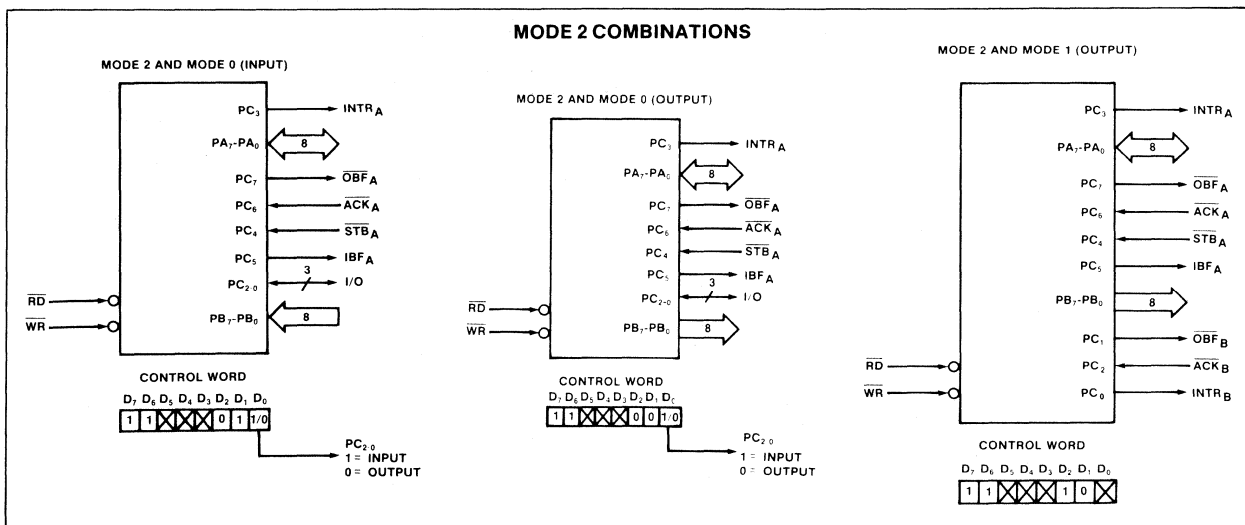 MODE 2 COMBINATIONS
MODE 2 AND MODE 0 (INPUT)
PC3 INTRA
PA7-PA0 8
PC7 OBFA
PC6 ACKA
PC4 STBA
PC5 IBFA
3
PC2-0 I/O
RD
PB7-PB0 8
WR
CONTROL WORD
D7 D6 D5 D4 D3 D2 D1 D0
1 1 X X X 0 1 1/0
PC2-0
1 = INPUT
0 = OUTPUT
MODE 2 AND MODE 0 (OUTPUT)
PC3 INTRA
PA7-PA0 8
PC7 OBFA
PC6 ACKA
PC4 STBA
PC5 IBFA
3
PC2-0 I/O
RD
PB7-PB0 8
WR
CONTROL WORD
D7 D6 D5 D4 D3 D2 D1 D0
1 1 X X X 0 0 1/0
PC2-0
1 = INPUT
0 = OUTPUT
MODE 2 AND MODE 1 (OUTPUT)
PC3 INTRA
PA7-PA0 8
PC7 OBFA
PC6 ACKA
PC4 STBA
PC5 IBFA
PB7-PB0 8
PC1 OBFB
RD
PC2 ACKB
WR
PC0 INTRB
CONTROL WORD
D7 D6 D5 D4 D3 D2 D1 D0
1 1 X X X 1 0 X